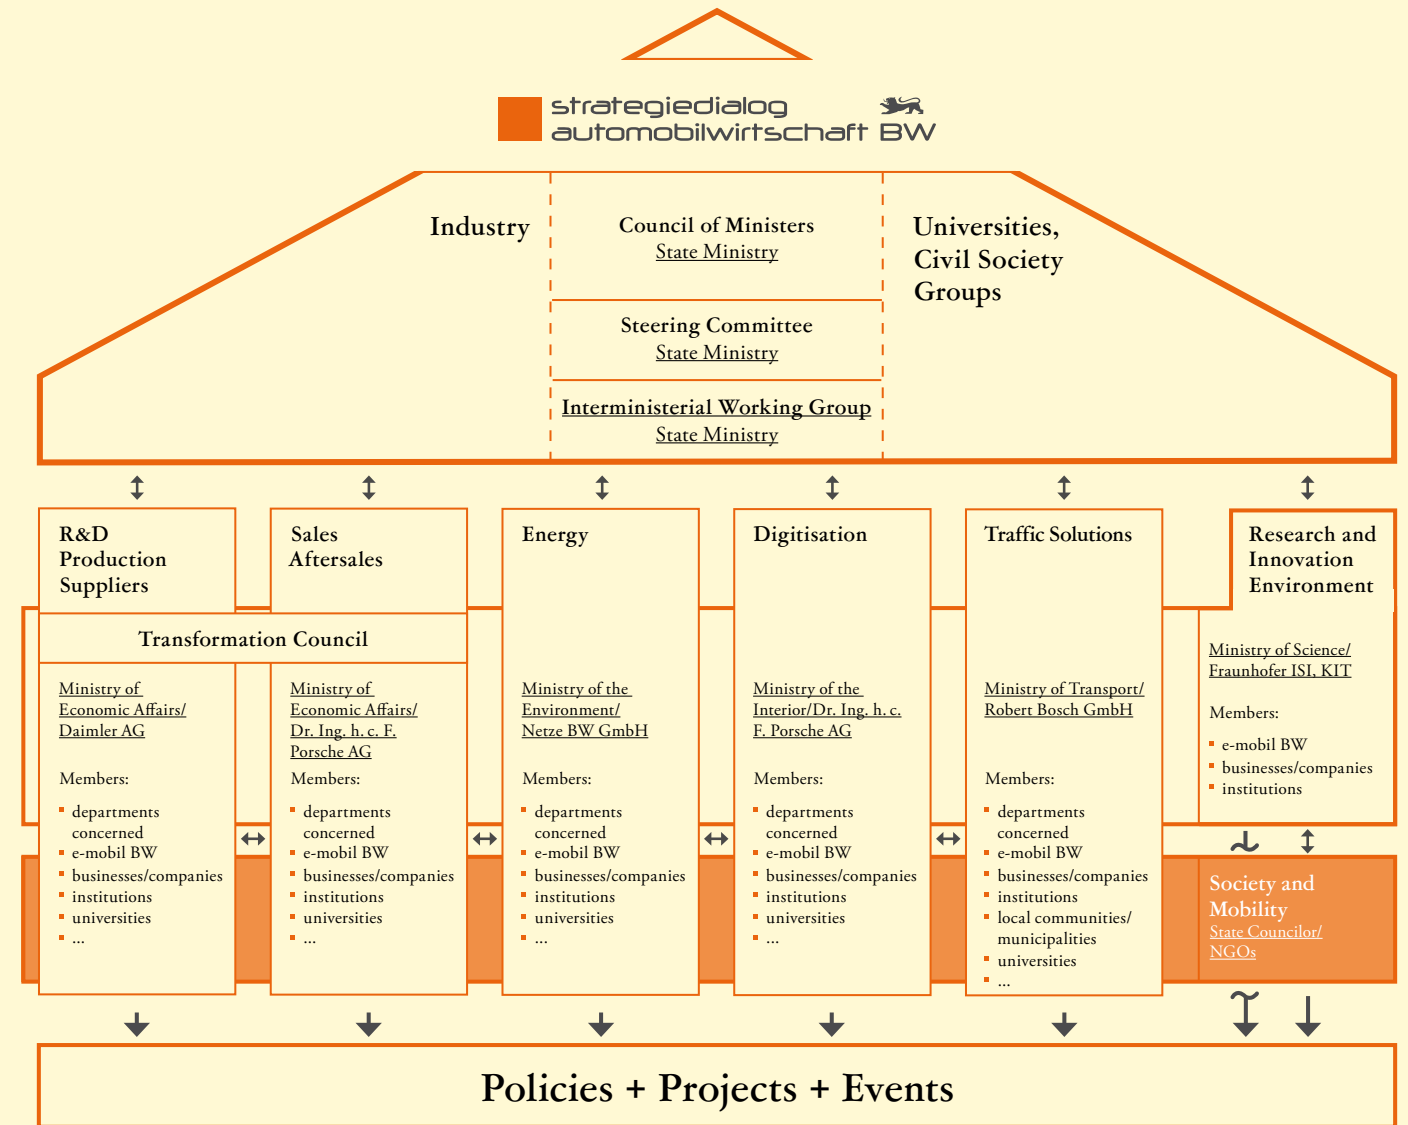 strategiedialog
automobilwirtschaft BW
Industry
Council of Ministers
State Ministry
Universities,
Civil Society
Groups
Steering Committee
State Ministry
Interministerial Working Group
State Ministry
R&D
Production
Suppliers
Sales
Aftersales
Energy
Digitisation
Traffic Solutions
Research and
Innovation
Environment
Transformation Council
Ministry of
Economic Affairs/
Daimler AG
Members:
departments
concerned
e-mobil BW
businesses/companies
institutions
universities
...
Ministry of
Economic Affairs/
Dr. Ing. h. c. F.
Porsche AG
Members:
departments
concerned
e-mobil BW
businesses/companies
institutions
universities
...
Ministry of the
Environment/
Netze BW GmbH
Members:
departments
concerned
e-mobil BW
businesses/companies
institutions
universities
...
Ministry of the
Interior/Dr. Ing. h. c.
F. Porsche AG
Members:
departments
concerned
e-mobil BW
businesses/companies
institutions
universities
...
Ministry of Transport/
Robert Bosch GmbH
Members:
departments
concerned
e-mobil BW
businesses/companies
institutions
local communities/
municipalities
universities
...
Ministry of Science/
Fraunhofer ISI, KIT
Members:
e-mobil BW
businesses/companies
institutions
Society and
Mobility
State Councilor/
NGOs
Policies + Projects + Events